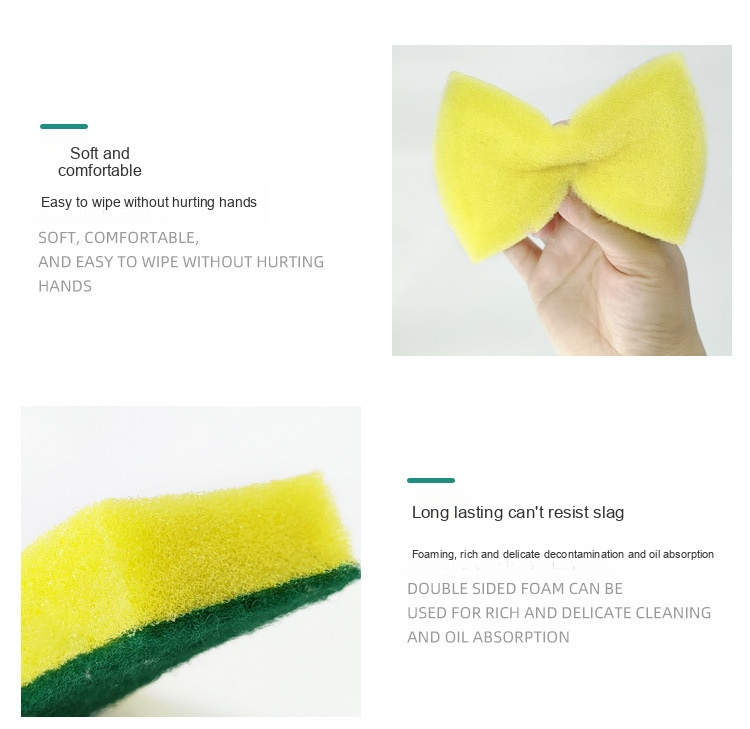 Soft and
comfortable
Easy to wipe without hurting hands
SOFT, COMFORTABLE,
AND EASY TO WIPE WITHOUT HURTING
HANDS
Long lasting can't resist slag
Foaming, rich and delicate decontamination and oil absorption
DOUBLE SIDED FOAM CAN BE
USED FOR RICH AND DELICATE CLEANING
AND OIL ABSORPTION